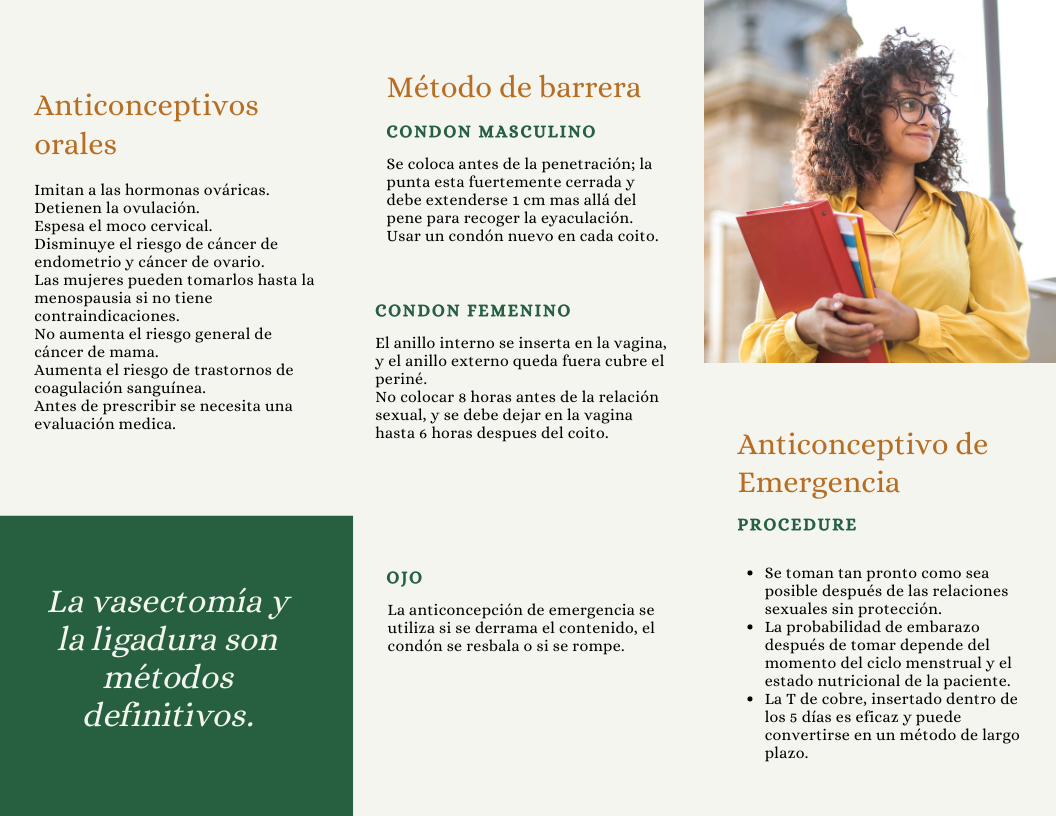 Anticonceptivos
orales
Imitan a las hormonas ováricas.
Detienen la ovulación.
Espesa el moco cervical.
Disminuye el riesgo de cáncer de
endometrio y cáncer de ovario.
Las mujeres pueden tomarlos hasta la
menospausia si no tiene
contraindicaciones.
No aumenta el riesgo general de
cáncer de mama.
Aumenta el riesgo de trastornos de
coagulación sanguínea.
Antes de prescribir se necesita una
evaluación medica.
La vasectomía y
la ligadura son
métodos
definitivos.
Método de barrera
CONDON MASCULINO
Se coloca antes de la penetración; la
punta esta fuertemente cerrada y
debe extenderse 1 cm mas allá del
pene para recoger la eyaculación.
Usar un condón nuevo en cada coito.
CONDON FEMENINO
El anillo interno se inserta en la vagina,
y el anillo externo queda fuera cubre el
periné.
No colocar 8 horas antes de la relación
sexual, y se debe dejar en la vagina
hasta 6 horas despues del coito.
OJO
La anticoncepción de emergencia se
utiliza si se derrama el contenido, el
condón se resbala o si se rompe.
Anticonceptivo de
Emergencia
PROCEDURE
• Se toman tan pronto como sea
posible después de las relaciones
sexuales sin protección.
• La probabilidad de embarazo
después de tomar depende del
momento del ciclo menstrual y el
estado nutricional de la paciente.
• La T de cobre, insertado dentro de
los 5 días es eficaz y puede
convertirse en un método de largo
plazo.